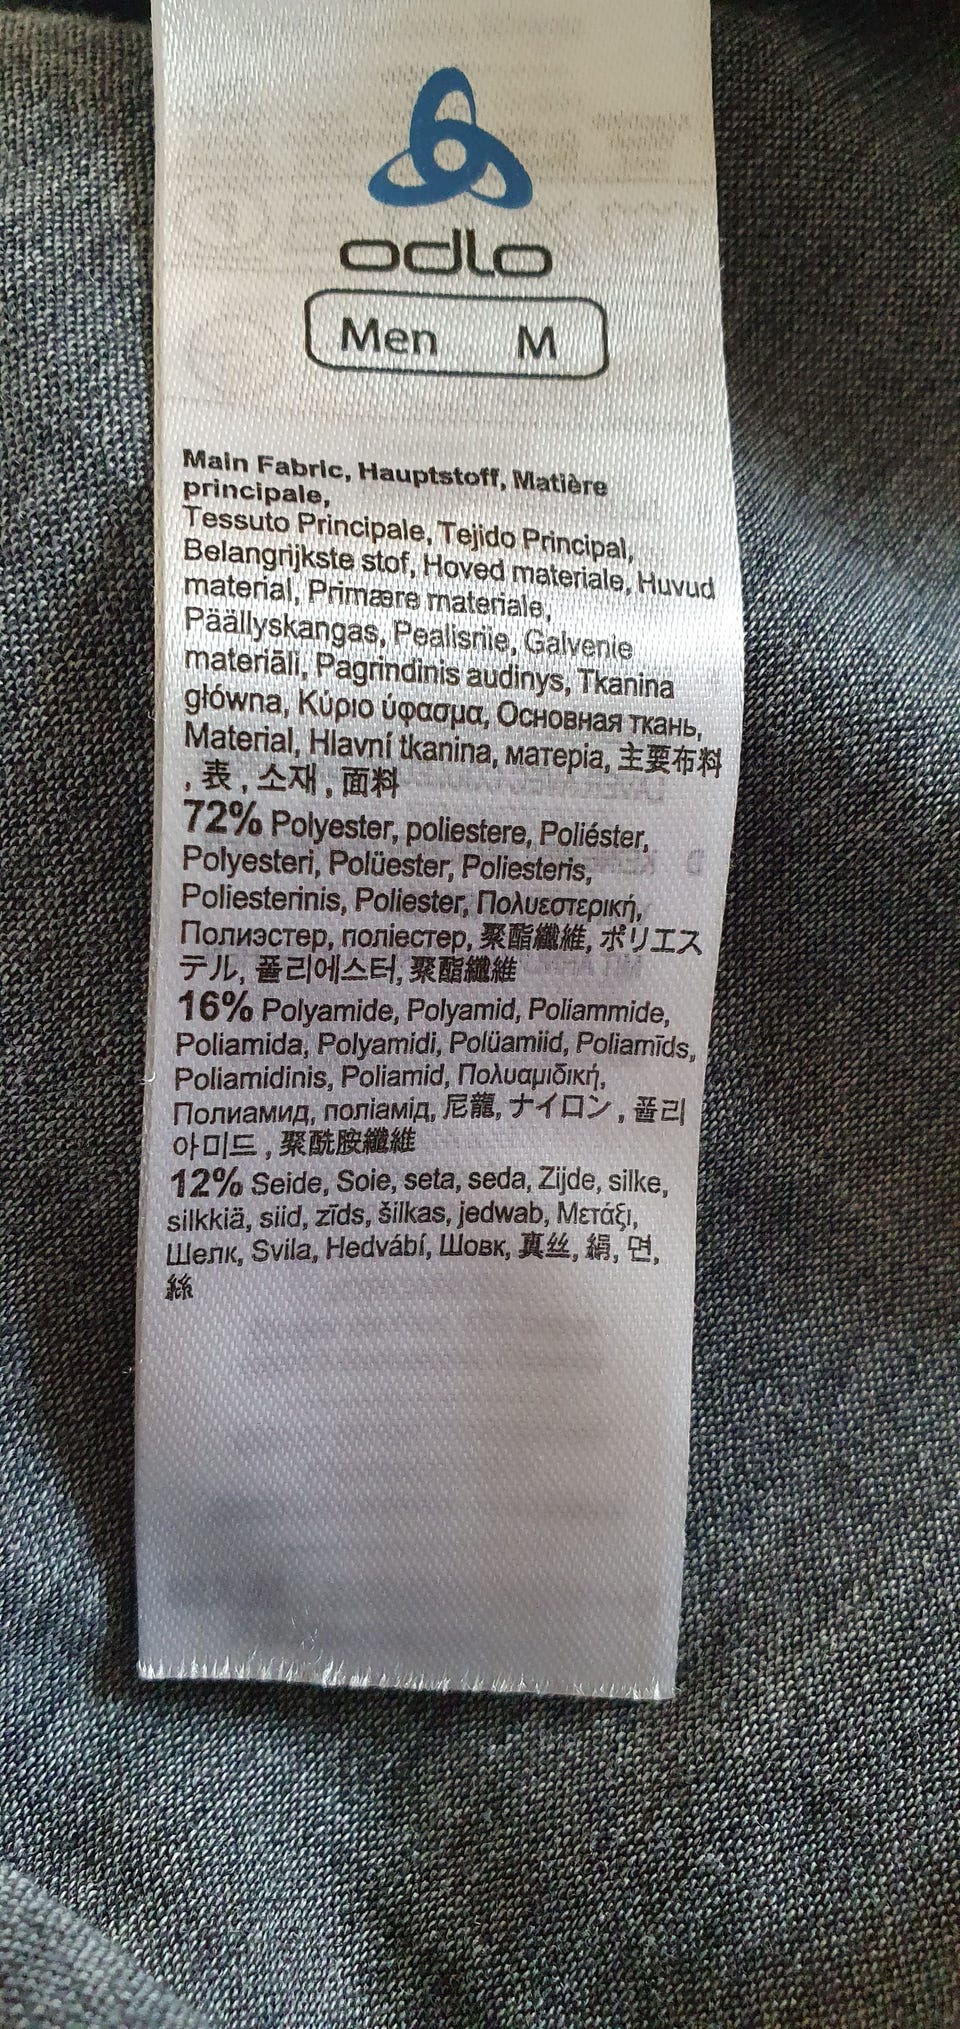 odlo
Men M
Main Fabric, Hauptstoff, Matière
principale,
Tessuto Principale, Tejido Principal,
Belangrijkste stof, Hoved materiale, Huvud
material, Primære materiale,
Päällyskangas, Pealisriie, Galvenie
materiāli, Pagrindinis audinys, Tkanina
główna, Κύριο ύφασμα, Основная ткань,
Material, Hlavní tkanina, матерія, 主要布料
, 表 , 소재 , 面料
72% Polyester, poliestere, Poliéster,
Polyesteri, Polüester, Poliesteris,
Poliesterinis, Poliester, Πολυεστερική,
Полиэстер, поліестер, 聚酯纖維, ポリエス
テル, 폴리에스터, 聚酯纖維
16% Polyamide, Polyamid, Poliammide,
Poliamida, Polyamidi, Polüamiid, Poliamīds,
Poliamidinis, Poliamid, Πολυαμιδική,
Полиамид, поліамід, 尼龍, ナイロン , 폴리
아미드 , 聚酰胺纖維
12% Seide, Soie, seta, seda, Zijde, silke,
silkkiä, siid, zīds, šilkas, jedwab, Μετάξι,
Шелк, Svila, Hedvábí, Шовк, 真丝, 絹, 면,
絲